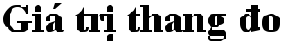 Giá trị thang đo